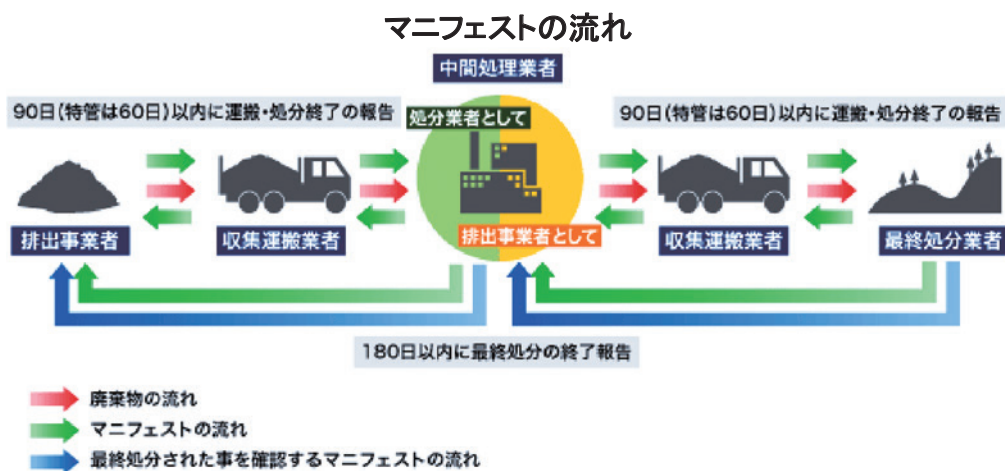 マニフェストの流れ
中間処理業者
90日(特管は60日)以内に運搬・処分終了の報告
処分業者として
90日(特管は60日)以内に運搬・処分終了の報告
排出事業者
収集運搬業者
排出事業者として
収集運搬業者
最終処分業者
180日以内に最終処分の終了報告
廃棄物の流れ
マニフェストの流れ
最終処分された事を確認するマニフェストの流れ